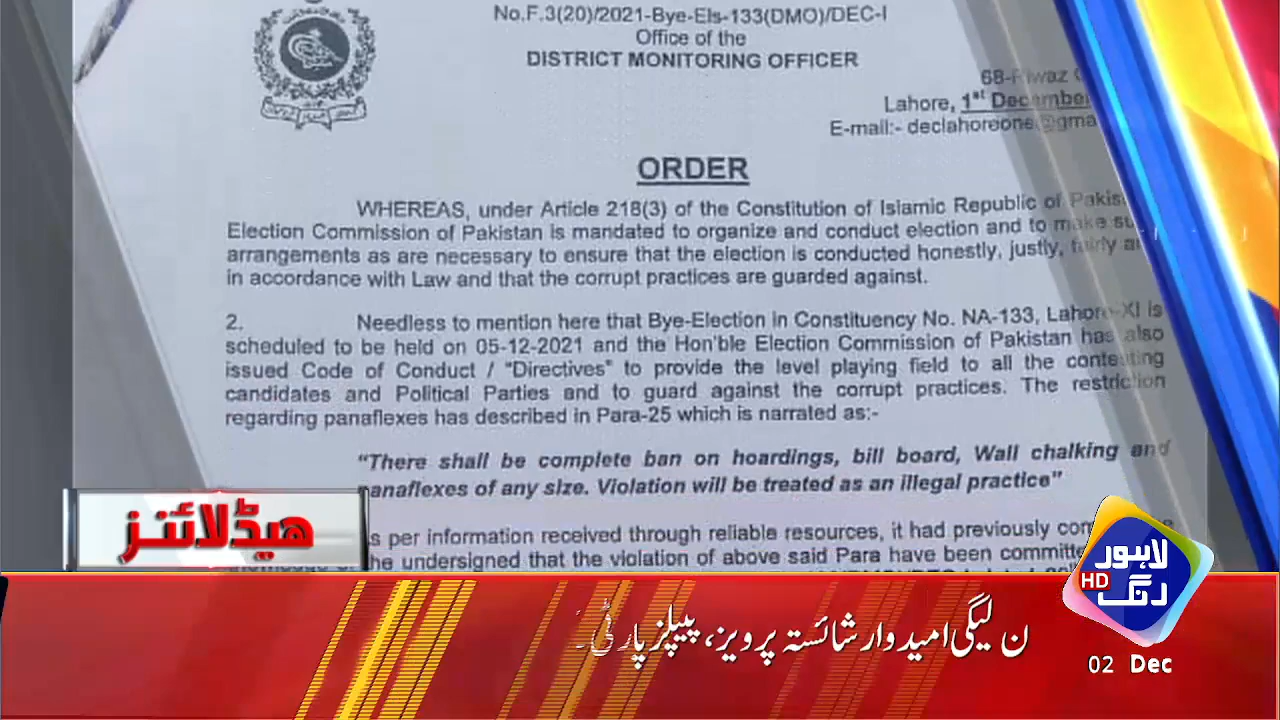 No.F.3(20)/2021-Bye-Els-133(DMO)/DEC-I
Office of the
DISTRICT MONITORING OFFICER
Lahore, 1st December
E-mail:- declahoreone@gma
ORDER
WHEREAS, under Article 218(3) of the Constitution of Islamic Republic of Pakis
Election Commission of Pakistan is mandated to organize and conduct election and to make su
arrangements as are necessary to ensure that the election is conducted honestly, justly, fairly a
in accordance with Law and that the corrupt practices are guarded against.
2. Needless to mention here that Bye-Election in Constituency No. NA-133, Lahore-XI is
scheduled to be held on 05-12-2021 and the Hon'ble Election Commission of Pakistan has also
issued Code of Conduct / "Directives" to provide the level playing field to all the contesting
candidates and Political Parties and to guard against the corrupt practices. The restriction
regarding panaflexes has described in Para-25 which is narrated as:-
"There shall be complete ban on hoardings, bill board, Wall chalking and
panaflexes of any size. Violation will be treated as an illegal practice"
s per information received through reliable resources, it had previously
he undersigned that the violation of above said Para have been committe
ہیڈلائنز
لاہور
HD رنگ
ن لیگی امیدوار شائستہ پرویز، پیپلز پارٹی
02 Dec